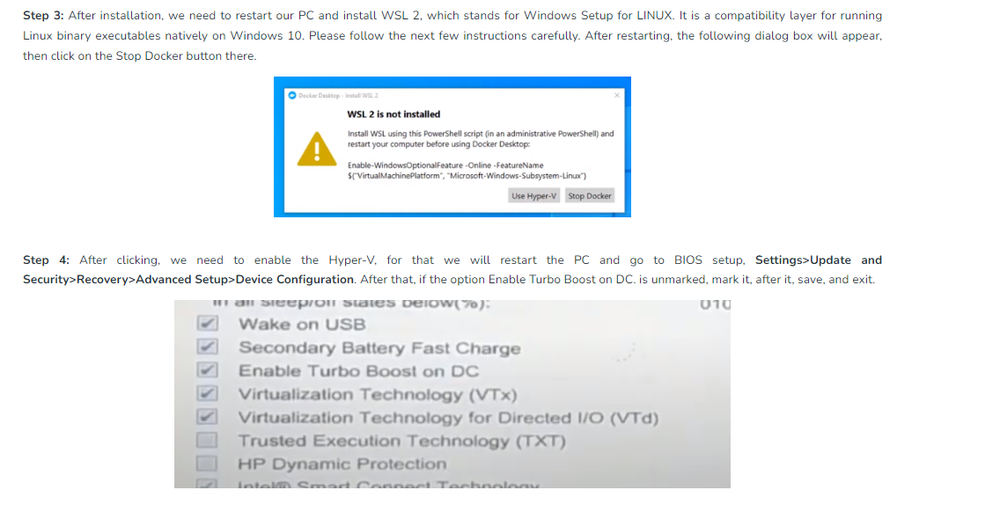 Step 3: After installation, we need to restart our PC and install WSL 2, which stands for Windows Setup for LINUX. It is a compatibility layer for running
Linux binary executables natively on Windows 10. Please follow the next few instructions carefully. After restarting, the following dialog box will appear,
then click on the Stop Docker button there.
Docker Desktop - Install WSL 2
WSL 2 is not installed
Install WSL using this PowerShell script (in an administrative PowerShell) and
restart your computer before using Docker Desktop:
Enable-WindowsOptionalFeature -Online -FeatureName
$("VirtualMachinePlatform", "Microsoft-Windows-Subsystem-Linux")
Use Hyper-V Stop Docker
Step 4: After clicking, we need to enable the Hyper-V, for that we will restart the PC and go to BIOS setup, Settings>Update and
Security>Recovery>Advanced Setup>Device Configuration. After that, if the option Enable Turbo Boost on DC. is unmarked, mark it, after it, save, and exit.
in all sleep/off states below(%): 010
Wake on USB
Secondary Battery Fast Charge
Enable Turbo Boost on DC
Virtualization Technology (VTx)
Virtualization Technology for Directed I/O (VTd)
Trusted Execution Technology (TXT)
HP Dynamic Protection
Intel® Smart Connect Technology